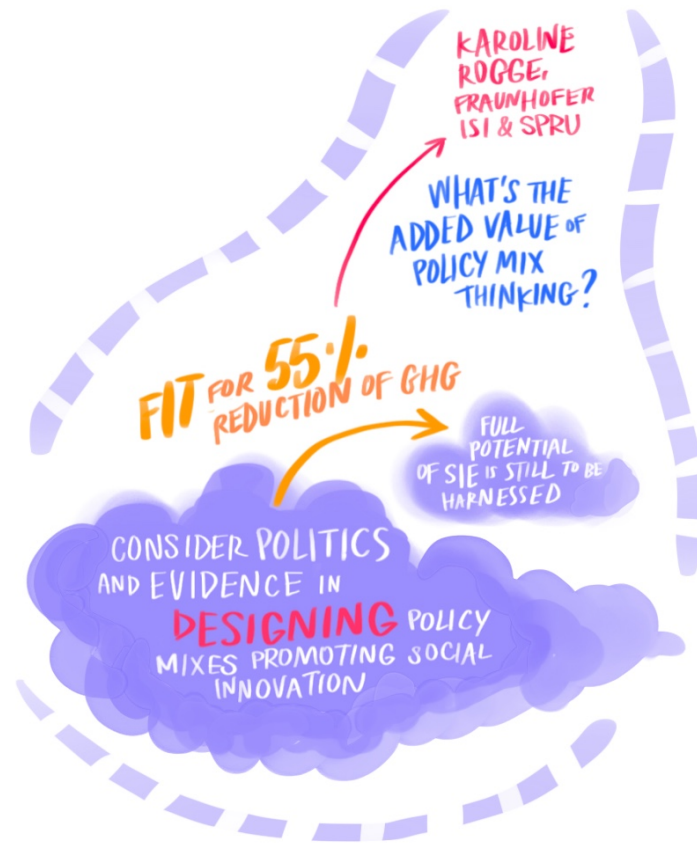 KAROLINE
ROGGE,
FRAUNHOFER
ISI & SPRU
WHAT'S THE
ADDED VALUE OF
POLICY MIX
THINKING?
FIT FOR 55%
REDUCTION OF GHG
FULL
POTENTIAL
OF SIE IS STILL TO BE
HARNESSED
CONSIDER POLITICS
AND EVIDENCE IN
DESIGNING POLICY
MIXES PROMOTING SOCIAL
INNOVATION